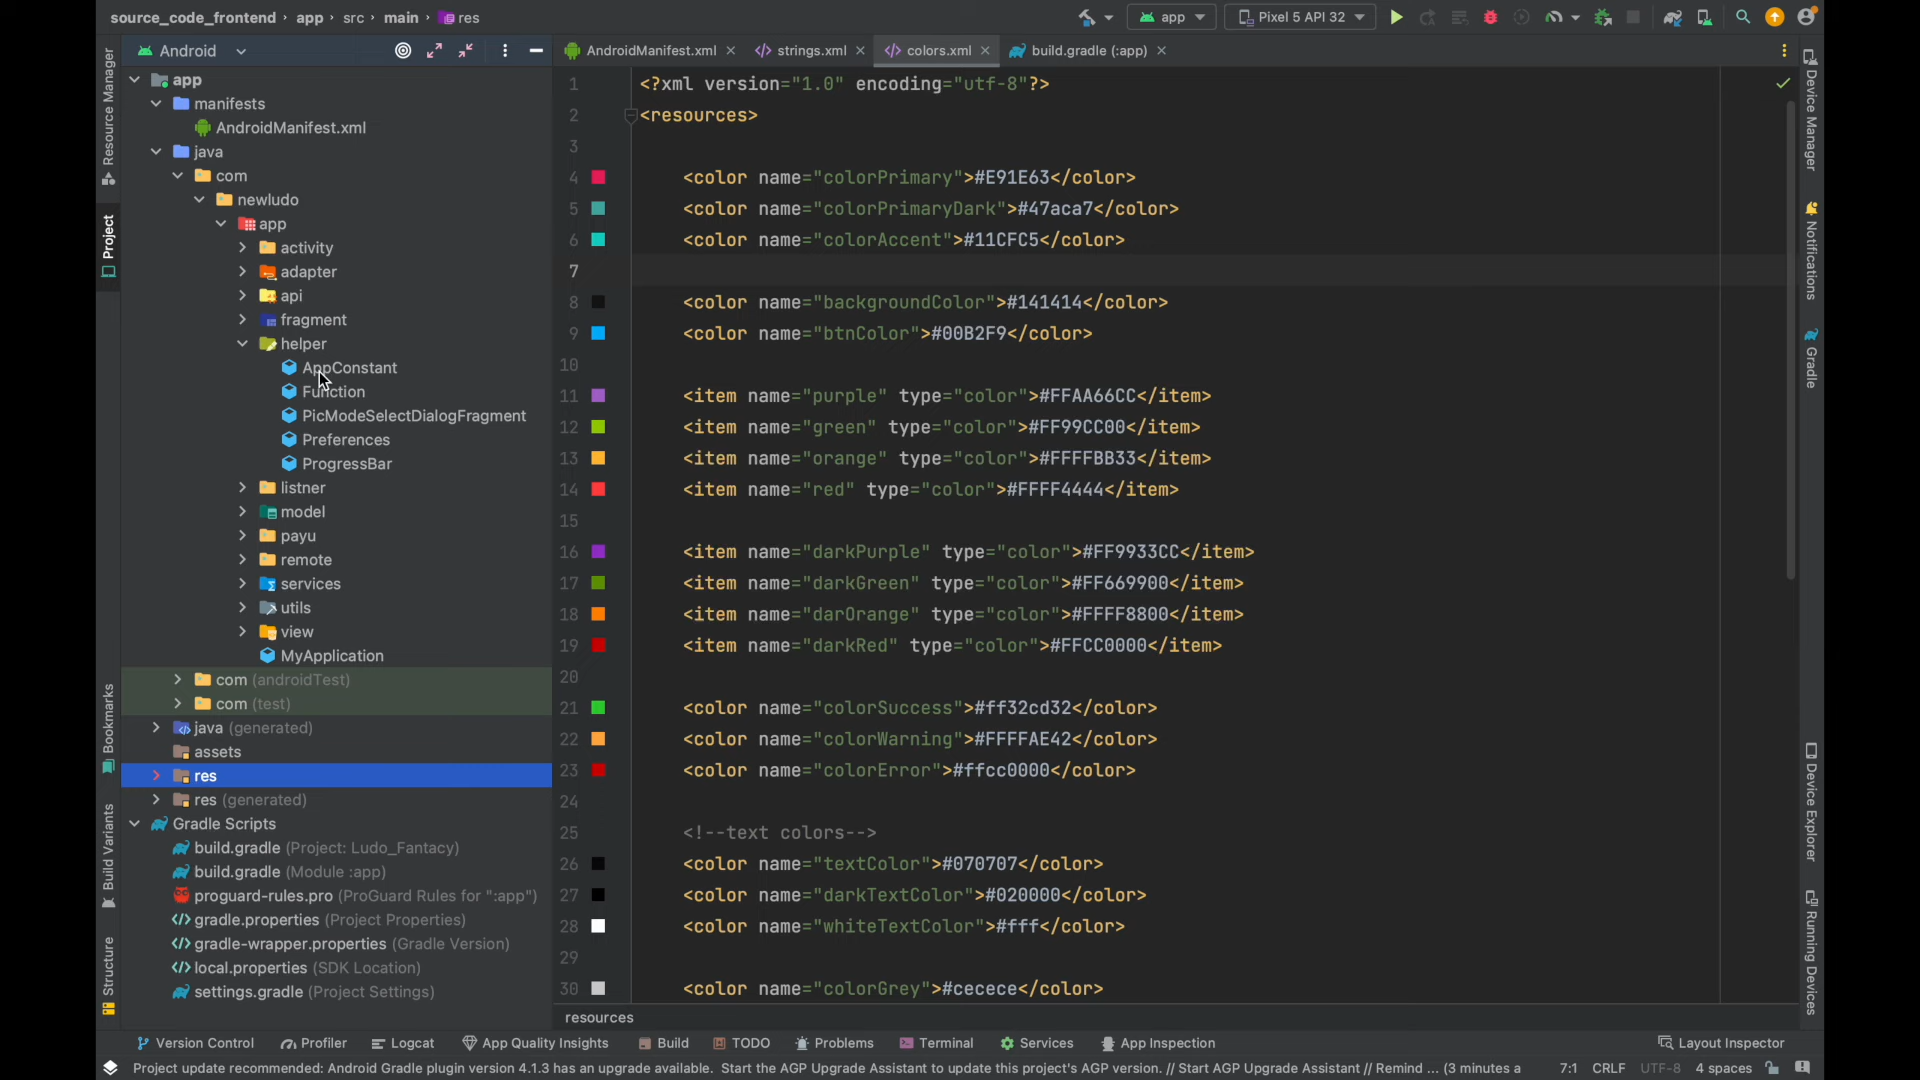 source_code_frontend › app › src › main › res
app
Pixel 5 API 32
Android
AndroidManifest.xml
strings.xml
colors.xml
build.gradle (:app)
Resource Manager
Project
Bookmarks
Build Variants
Structure
app
manifests
AndroidManifest.xml
java
com
newludo
app
activity
adapter
api
fragment
helper
AppConstant
Function
PicModeSelectDialogFragment
Preferences
ProgressBar
listner
model
payu
remote
services
utils
view
MyApplication
com (androidTest)
com (test)
java (generated)
assets
res
res (generated)
Gradle Scripts
build.gradle (Project: Ludo_Fantacy)
build.gradle (Module :app)
proguard-rules.pro (ProGuard Rules for ":app")
gradle.properties (Project Properties)
gradle-wrapper.properties (Gradle Version)
local.properties (SDK Location)
settings.gradle (Project Settings)
1 <?xml version="1.0" encoding="utf-8"?>
2 <resources>
3
4 <color name="colorPrimary">#E91E63</color>
5 <color name="colorPrimaryDark">#47aca7</color>
6 <color name="colorAccent">#11CFC5</color>
7
8 <color name="backgroundColor">#141414</color>
9 <color name="btnColor">#00B2F9</color>
10
11 <item name="purple" type="color">#FFAA66CC</item>
12 <item name="green" type="color">#FF99CC00</item>
13 <item name="orange" type="color">#FFFFBB33</item>
14 <item name="red" type="color">#FFFF4444</item>
15
16 <item name="darkPurple" type="color">#FF9933CC</item>
17 <item name="darkGreen" type="color">#FF669900</item>
18 <item name="darOrange" type="color">#FFFF8800</item>
19 <item name="darkRed" type="color">#FFCC0000</item>
20
21 <color name="colorSuccess">#ff32cd32</color>
22 <color name="colorWarning">#FFFFAE42</color>
23 <color name="colorError">#ffcc0000</color>
24
25 <!--text colors-->
26 <color name="textColor">#070707</color>
27 <color name="darkTextColor">#020000</color>
28 <color name="whiteTextColor">#fff</color>
29
30 <color name="colorGrey">#cecece</color>
resources
Device Manager
Notifications
Gradle
Device Explorer
Running Devices
Version Control
Profiler
Logcat
App Quality Insights
Build
TODO
Problems
Terminal
Services
App Inspection
Layout Inspector
Project update recommended: Android Gradle plugin version 4.1.3 has an upgrade available. Start the AGP Upgrade Assistant to update this project's AGP version. // Start AGP Upgrade Assistant // Remind ... (3 minutes a
7:1 CRLF UTF-8 4 spaces